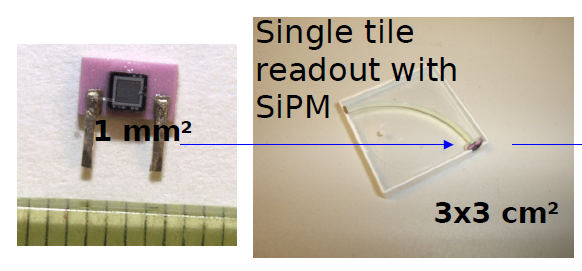 Single tile
readout with
SiPM
1 mm²
3x3 cm²